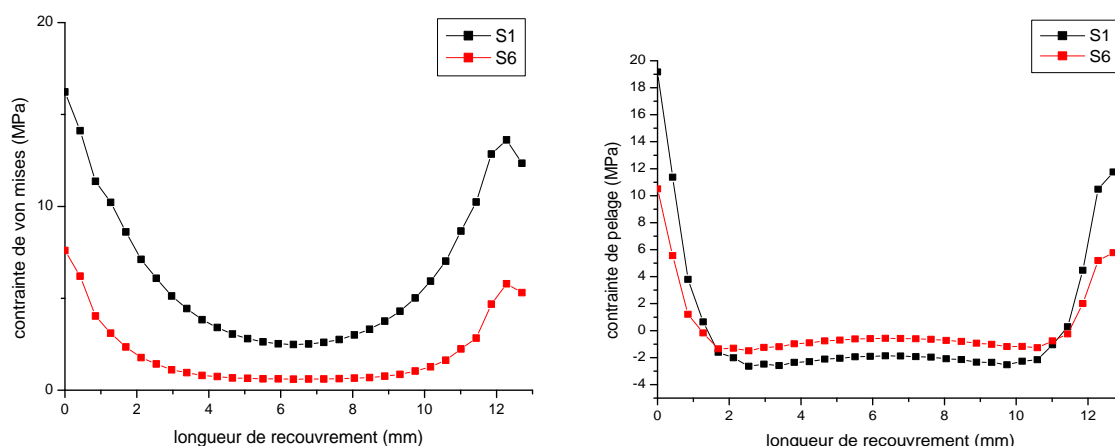 20
10
0
0 2 4 6 8 10 12
contrainte de von mises (MPa)
longueur de recouvrement (mm)
S1
S6
20
18
16
14
12
10
8
6
4
2
0
-2
-4
0 2 4 6 8 10 12
contrainte de pelage (MPa)
longueur de recouvrement (mm)
S1
S6